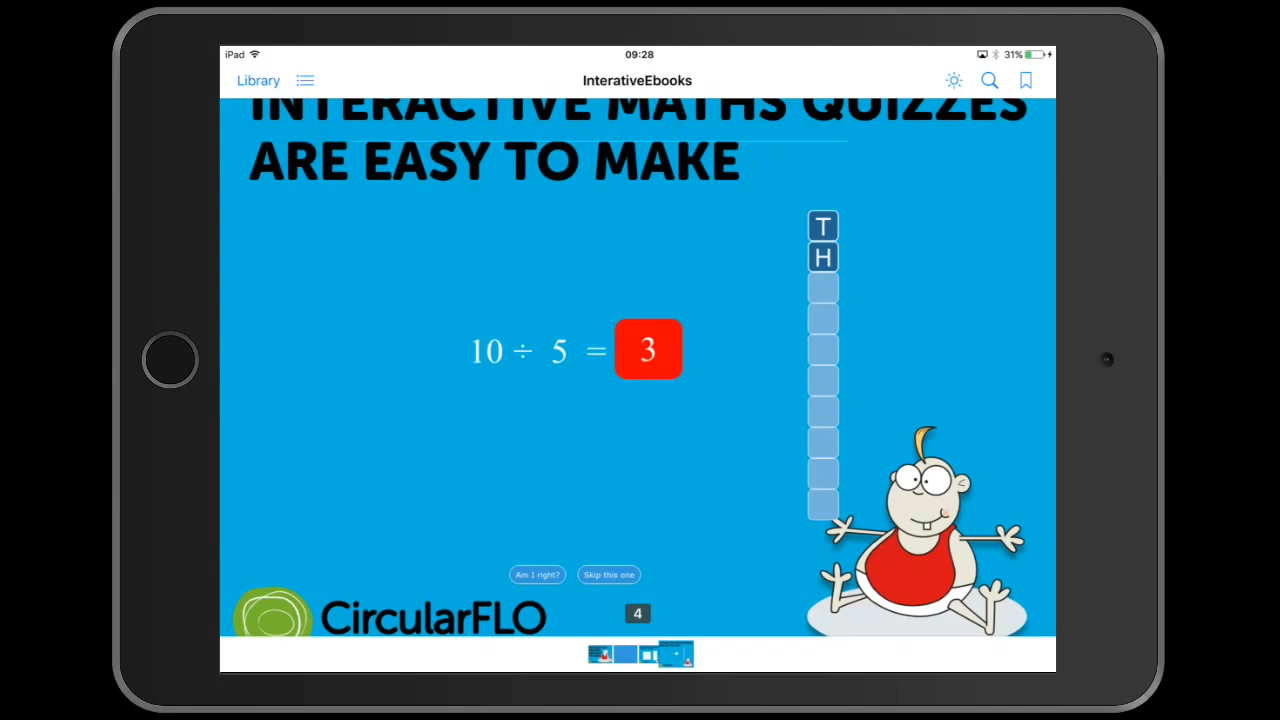 iPad
09:28
31%
Library
InterativeEbooks
INTERACTIVE MATHS QUIZZES
ARE EASY TO MAKE
T
H
10 ÷ 5 = 3
Am I right?
Skip this one
CircularFLO
4